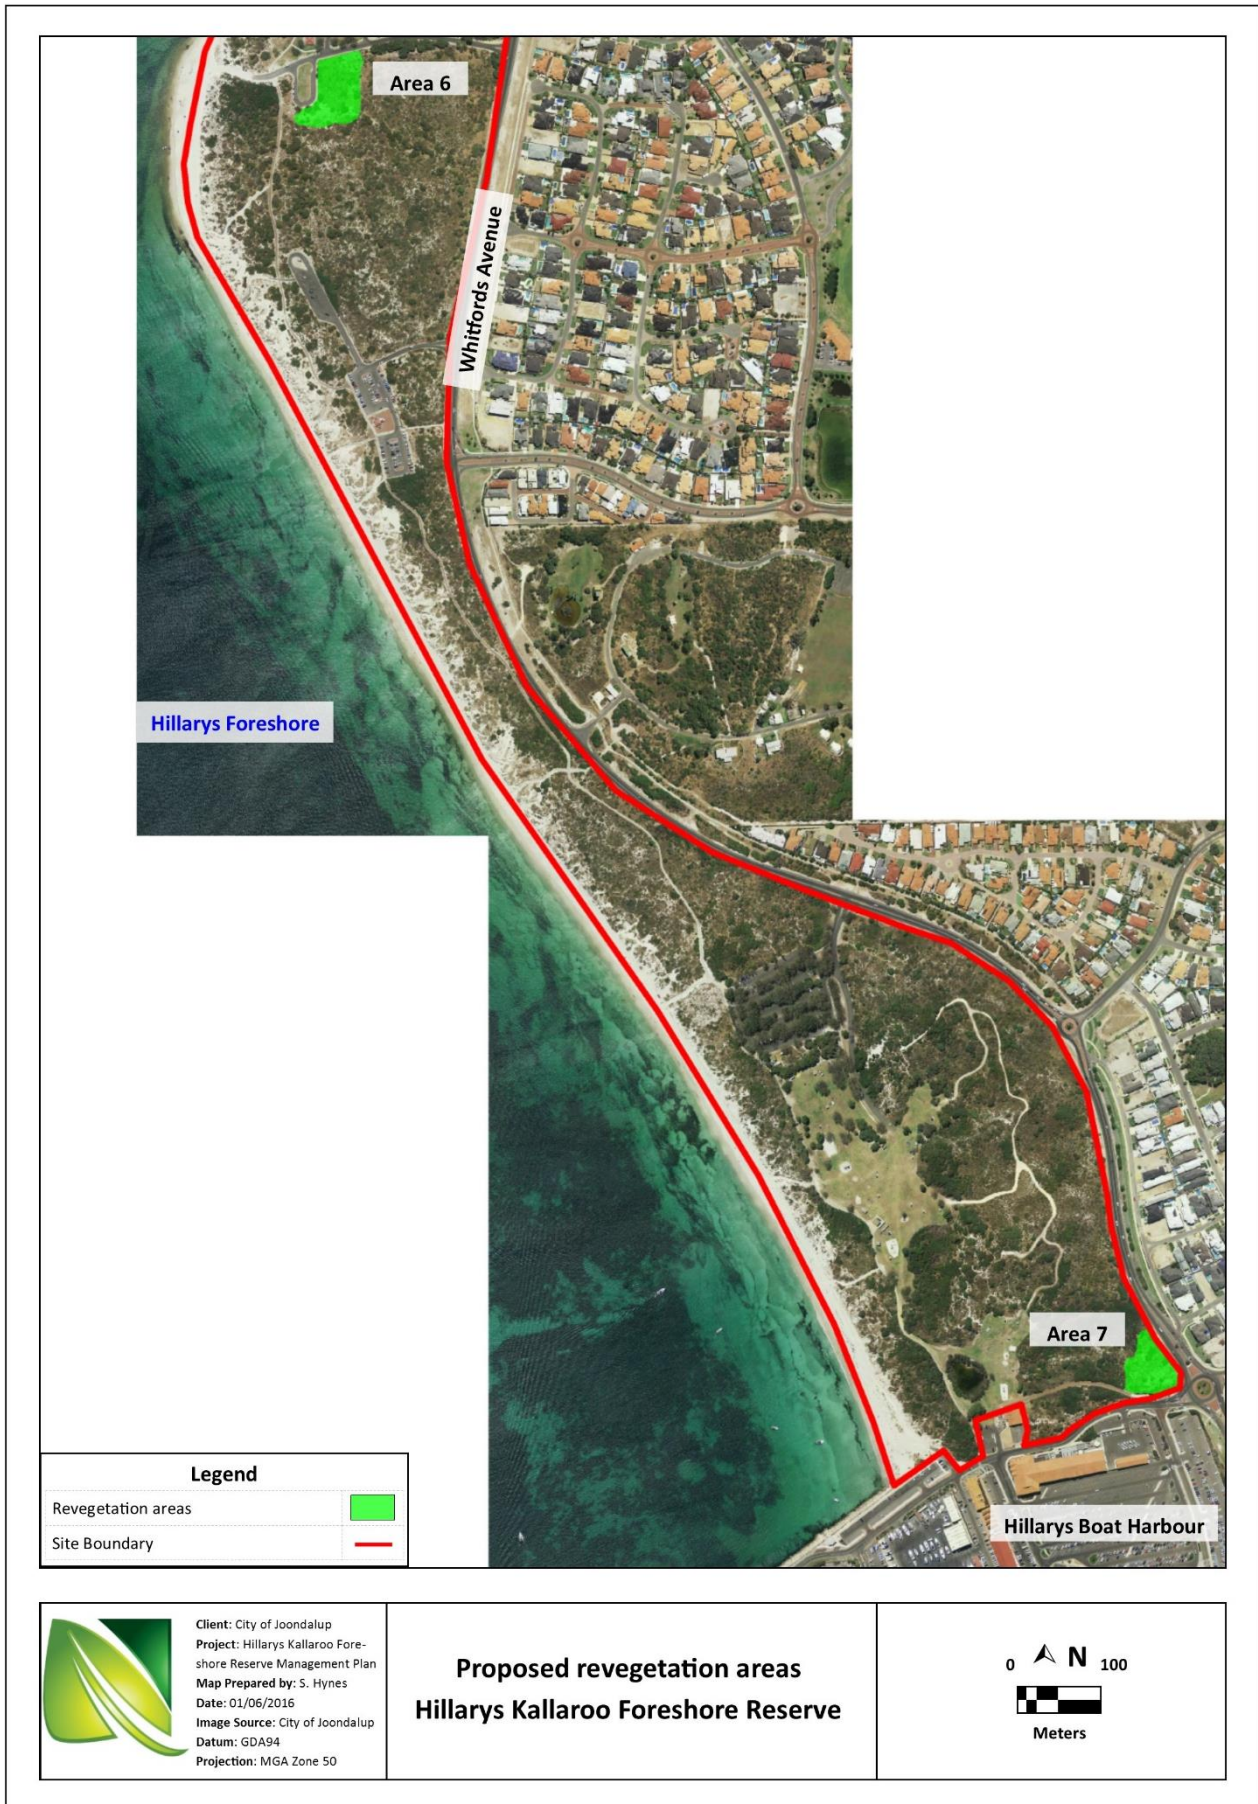 Area 6
Whitfords Avenue
Hillarys Foreshore
Area 7
Hillarys Boat Harbour
Legend
Revegetation areas
Site Boundary
Client: City of Joondalup
Project: Hillarys Kallaroo Fore-
shore Reserve Management Plan
Map Prepared by: S. Hynes
Date: 01/06/2016
Image Source: City of Joondalup
Datum: GDA94
Projection: MGA Zone 50
Proposed revegetation areas
Hillarys Kallaroo Foreshore Reserve
0 N 100
Meters